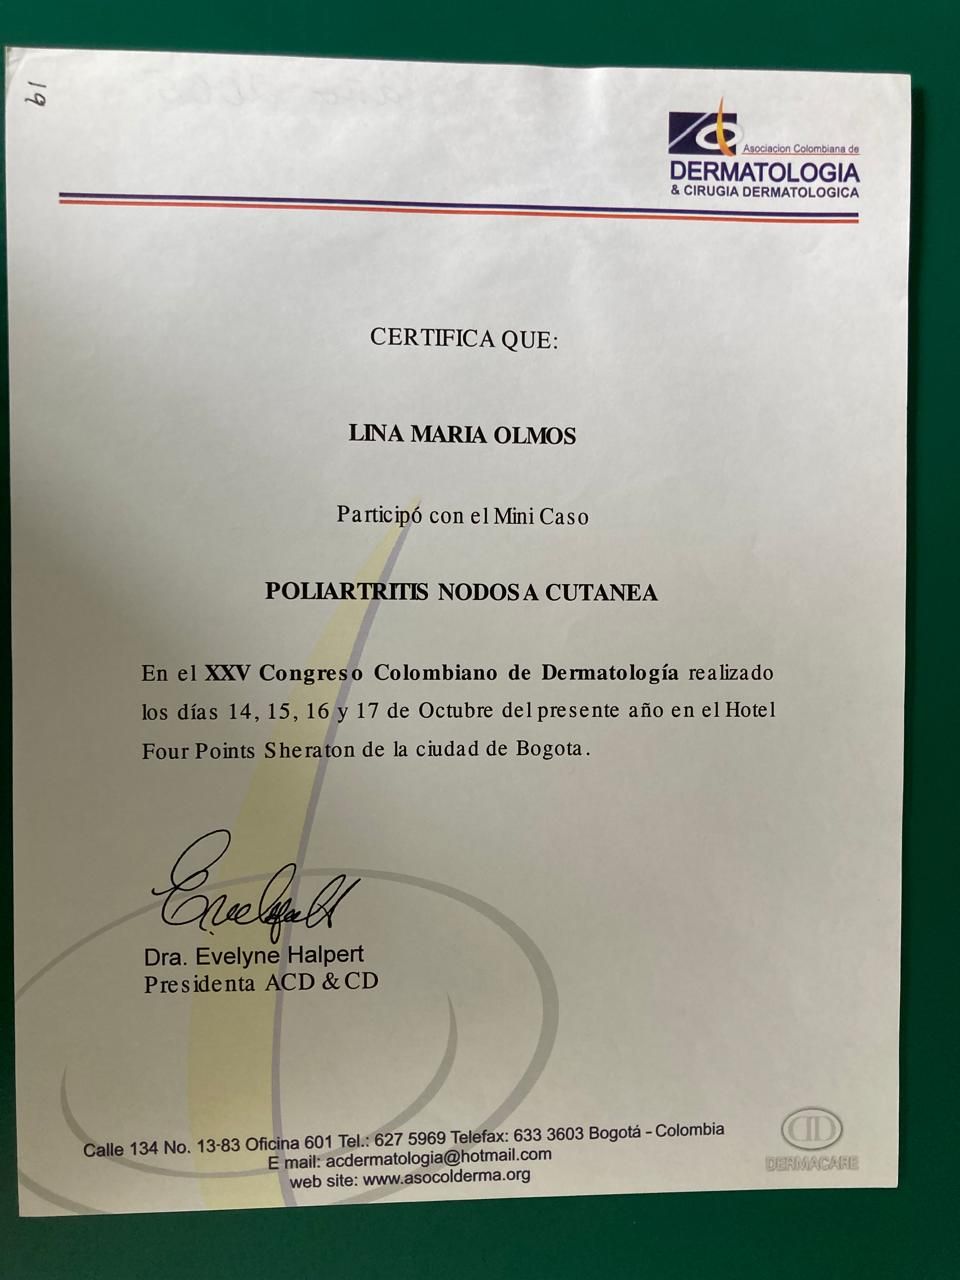 19
Asociacion Colombiana de
DERMATOLOGIA
& CIRUGIA DERMATOLOGICA
CERTIFICA QUE:
LINA MARIA OLMOS
Participó con el Mini Caso
POLIARTRITIS NODOSA CUTANEA
En el XXV Congreso Colombiano de Dermatología realizado
los días 14, 15, 16 y 17 de Octubre del presente año en el Hotel
Four Points Sheraton de la ciudad de Bogota.
Dra. Evelyne Halpert
Presidenta ACD & CD
Calle 134 No. 13-83 Oficina 601 Tel.: 627 5969 Telefax: 633 3603 Bogotá - Colombia
E mail: acdermatologia@hotmail.com
web site: www.asocolderma.org
DERMACARE